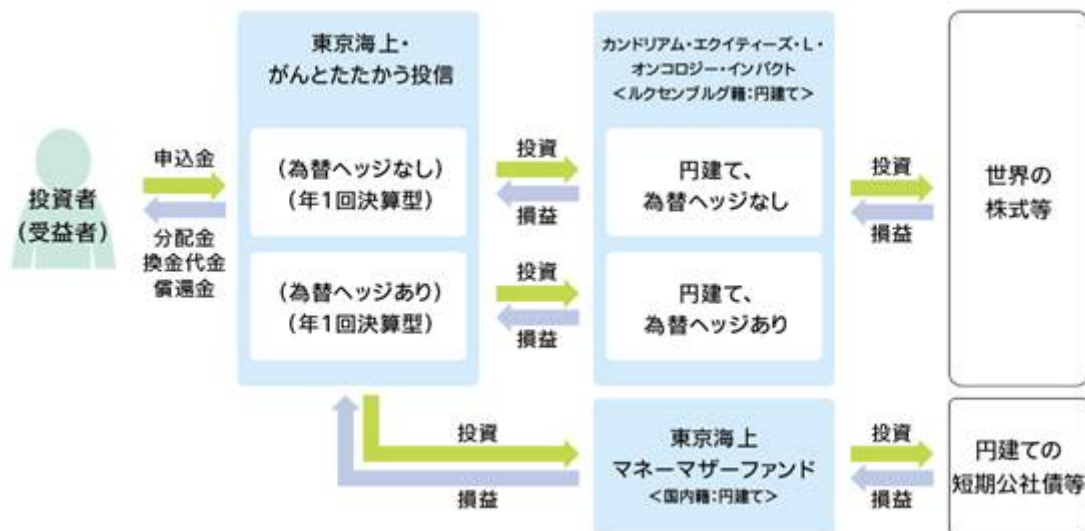 東京海上・
がんとたたかう投信
カンドリアム・エクイティーズ・L・
オンコロジー・インパクト
<ルクセンブルグ籍:円建て>
投資者
(受益者)
申込金
分配金
換金代金
償還金
(為替ヘッジなし)
(年1回決算型)
投資
損益
円建て、
為替ヘッジなし
投資
損益
世界の
株式等
(為替ヘッジあり)
(年1回決算型)
投資
損益
円建て、
為替ヘッジあり
投資
損益
東京海上
マネーマザーファンド
<国内籍:円建て>
投資
損益
円建ての
短期公社債等